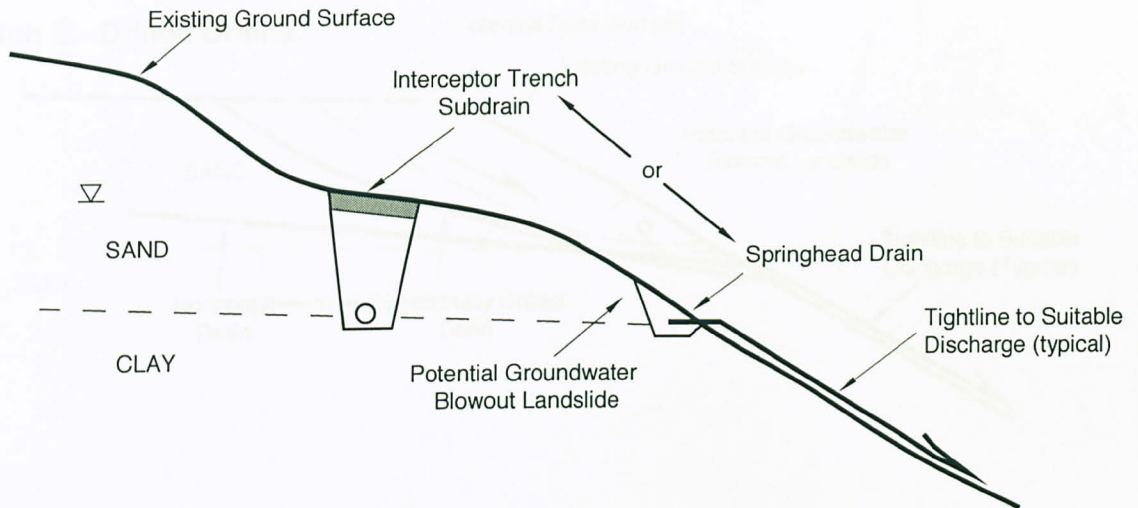 Existing Ground Surface
Interceptor Trench
Subdrain
or
SAND
Springhead Drain
Tightline to Suitable
Discharge (typical)
CLAY
Potential Groundwater
Blowout Landslide